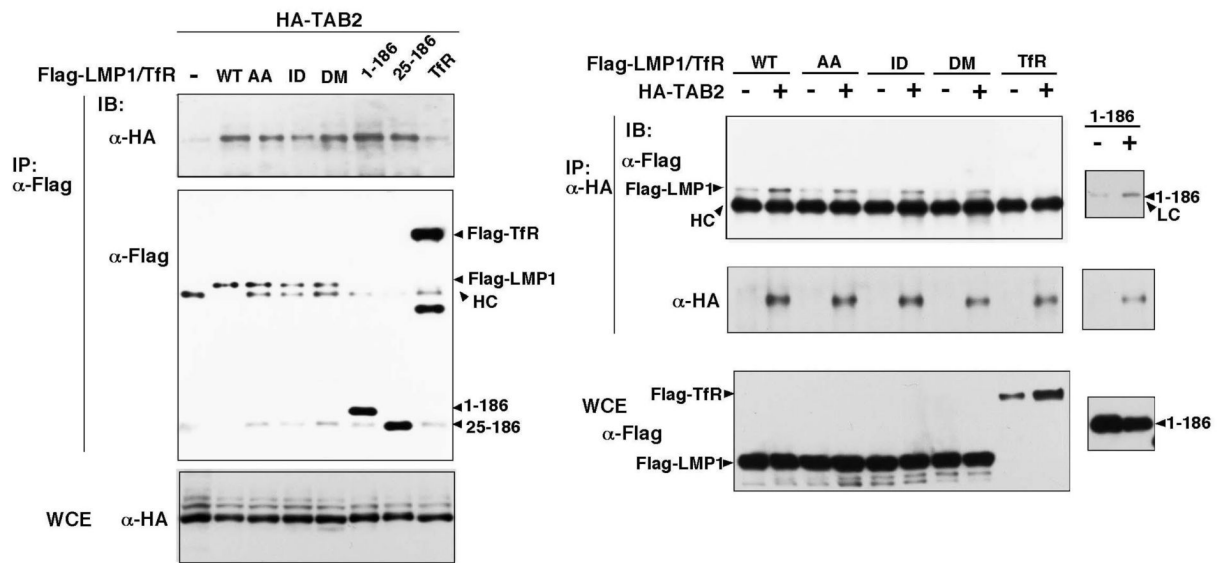 HA-TAB2
Flag-LMP1/TfR - WT AA ID DM 1-186 25-186 TfR
IB:
α-HA
IP:
α-Flag
α-Flag
Flag-TfR
Flag-LMP1
HC
1-186
25-186
WCE α-HA
Flag-LMP1/TfR WT AA ID DM TfR
HA-TAB2 - + - + - + - + - +
1-186
- +
IB:
α-Flag
IP:
α-HA
Flag-LMP1
HC
1-186
LC
α-HA
Flag-TfR
WCE
α-Flag
1-186
Flag-LMP1